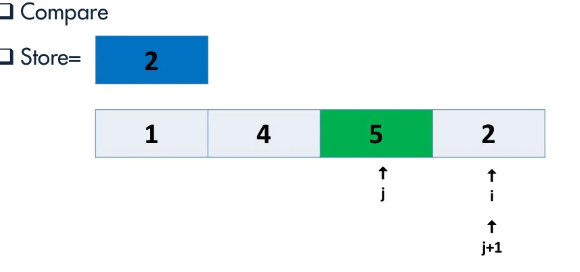 Compare
Store= 2
1 4 5 2
j i
j+1